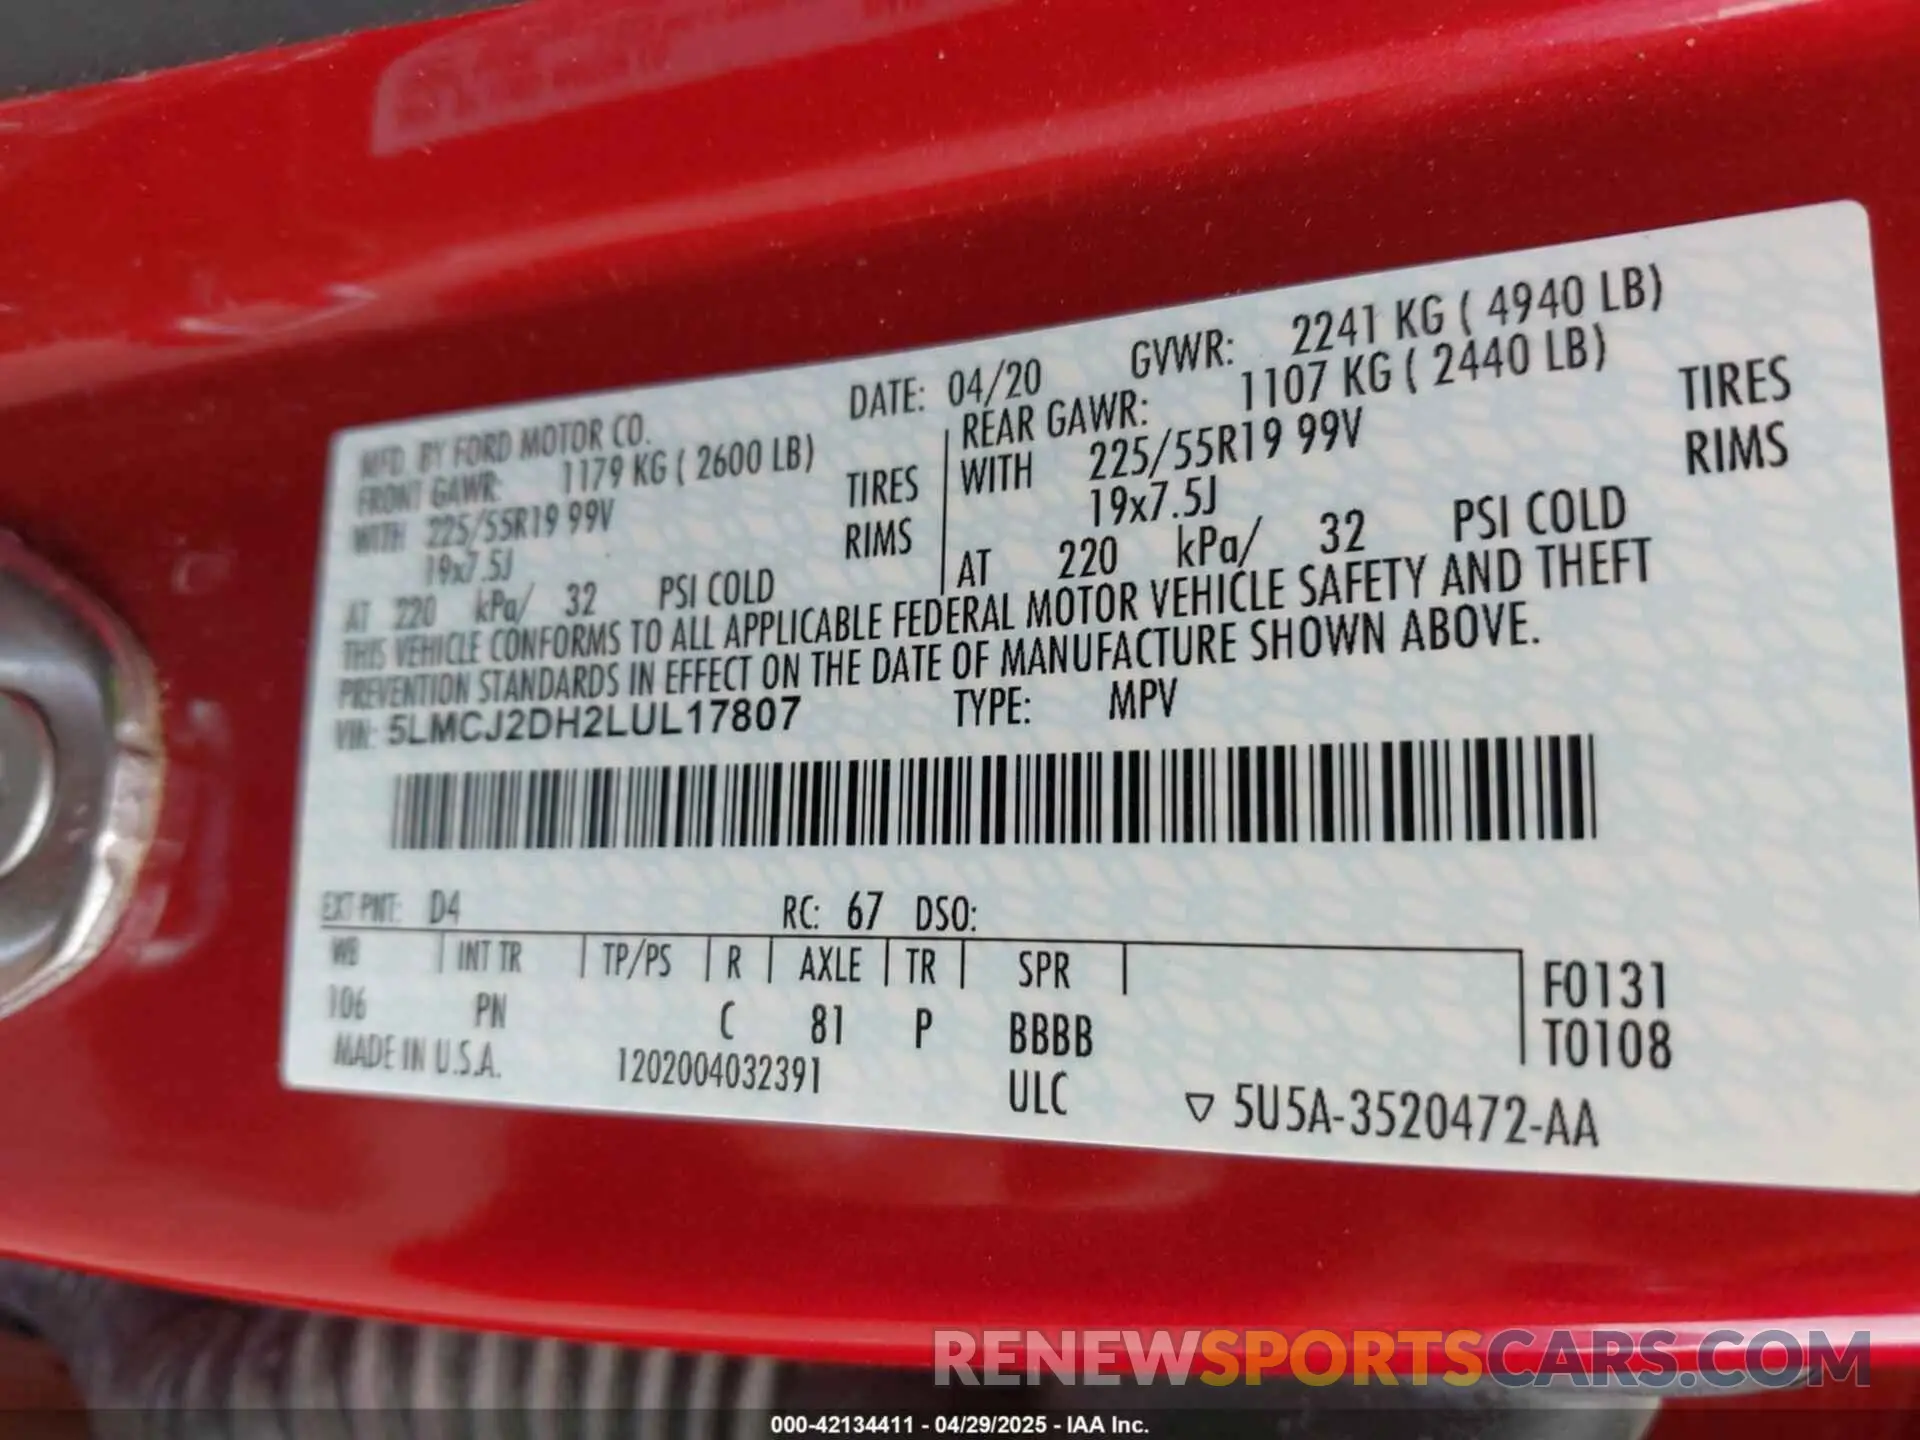 MFD. BY FORD MOTOR CO. DATE: 04/20 GVWR: 2241 KG ( 4940 LB)
FRONT GAWR: 1179 KG ( 2600 LB) REAR GAWR: 1107 KG ( 2440 LB)
WITH 225/55R19 99V TIRES WITH 225/55R19 99V TIRES
19x7.5J RIMS 19x7.5J RIMS
AT 220 kPa/ 32 PSI COLD AT 220 kPa/ 32 PSI COLD
THIS VEHICLE CONFORMS TO ALL APPLICABLE FEDERAL MOTOR VEHICLE SAFETY AND THEFT
PREVENTION STANDARDS IN EFFECT ON THE DATE OF MANUFACTURE SHOWN ABOVE.
VIN: 5LMCJ2DH2LUL17807 TYPE: MPV
EXT PNT: D4 RC: 67 DSO:
WB INT TR TP/PS R AXLE TR SPR F0131
106 PN C 81 P BBBB T0108
MADE IN U.S.A. 1202004032391 ULC ▽ 5U5A-3520472-AA
RENEWSPORTSCARS.COM
000-42134411 - 04/29/2025 - IAA Inc.